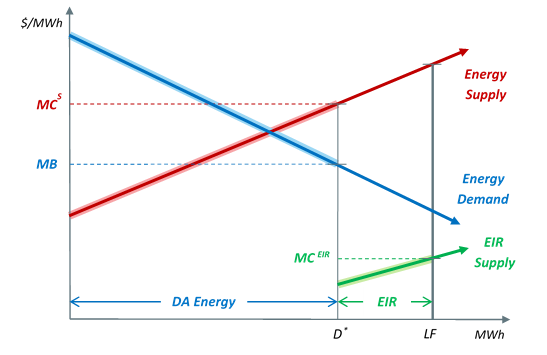 $/MWh
MC^S
Energy
Supply
MB
Energy
Demand
MC^EIR
EIR
Supply
DA Energy
EIR
D*
LF
MWh